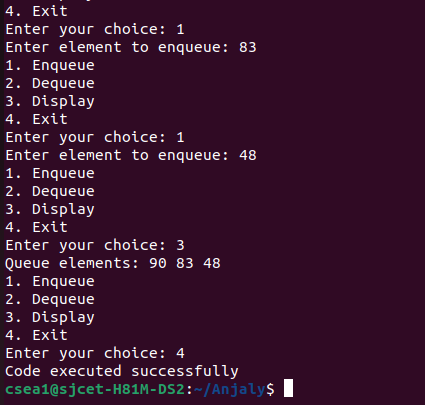 4. Exit
Enter your choice: 1
Enter element to enqueue: 83
1. Enqueue
2. Dequeue
3. Display
4. Exit
Enter your choice: 1
Enter element to enqueue: 48
1. Enqueue
2. Dequeue
3. Display
4. Exit
Enter your choice: 3
Queue elements: 90 83 48
1. Enqueue
2. Dequeue
3. Display
4. Exit
Enter your choice: 4
Code executed successfully
csea1@sjcet-H81M-DS2:~/Anjaly$